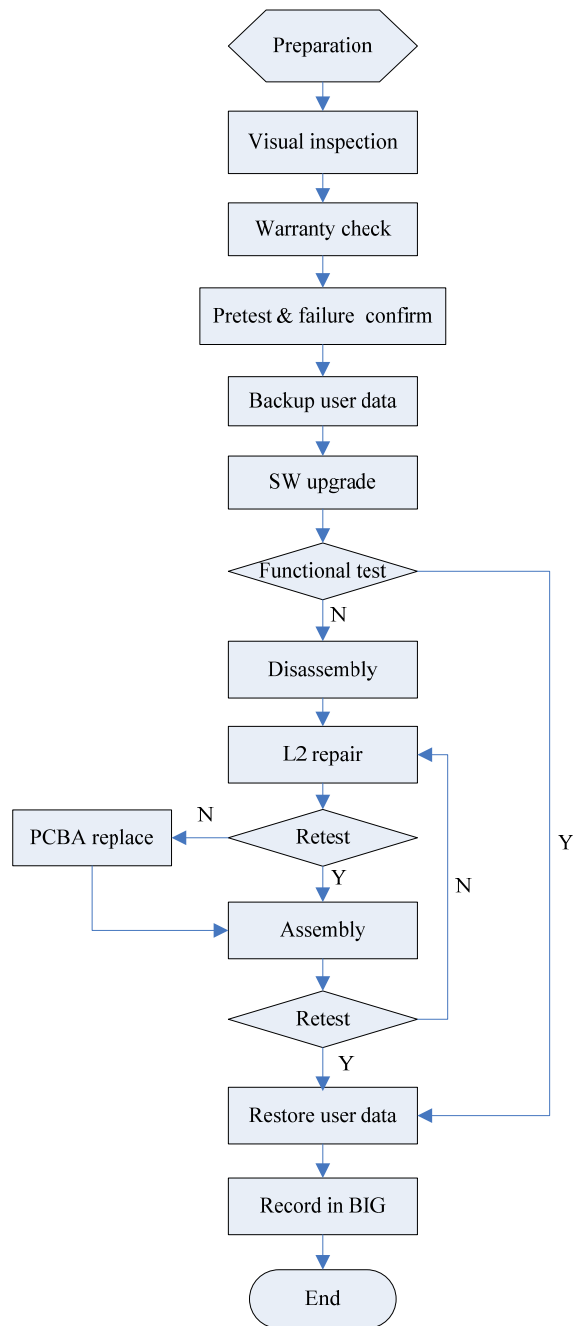 Preparation
Visual inspection
Warranty check
Pretest & failure confirm
Backup user data
SW upgrade
Functional test
N
Disassembly
L2 repair
N
PCBA replace
Retest
Y
Y
N
Assembly
Retest
Y
Restore user data
Record in BIG
End